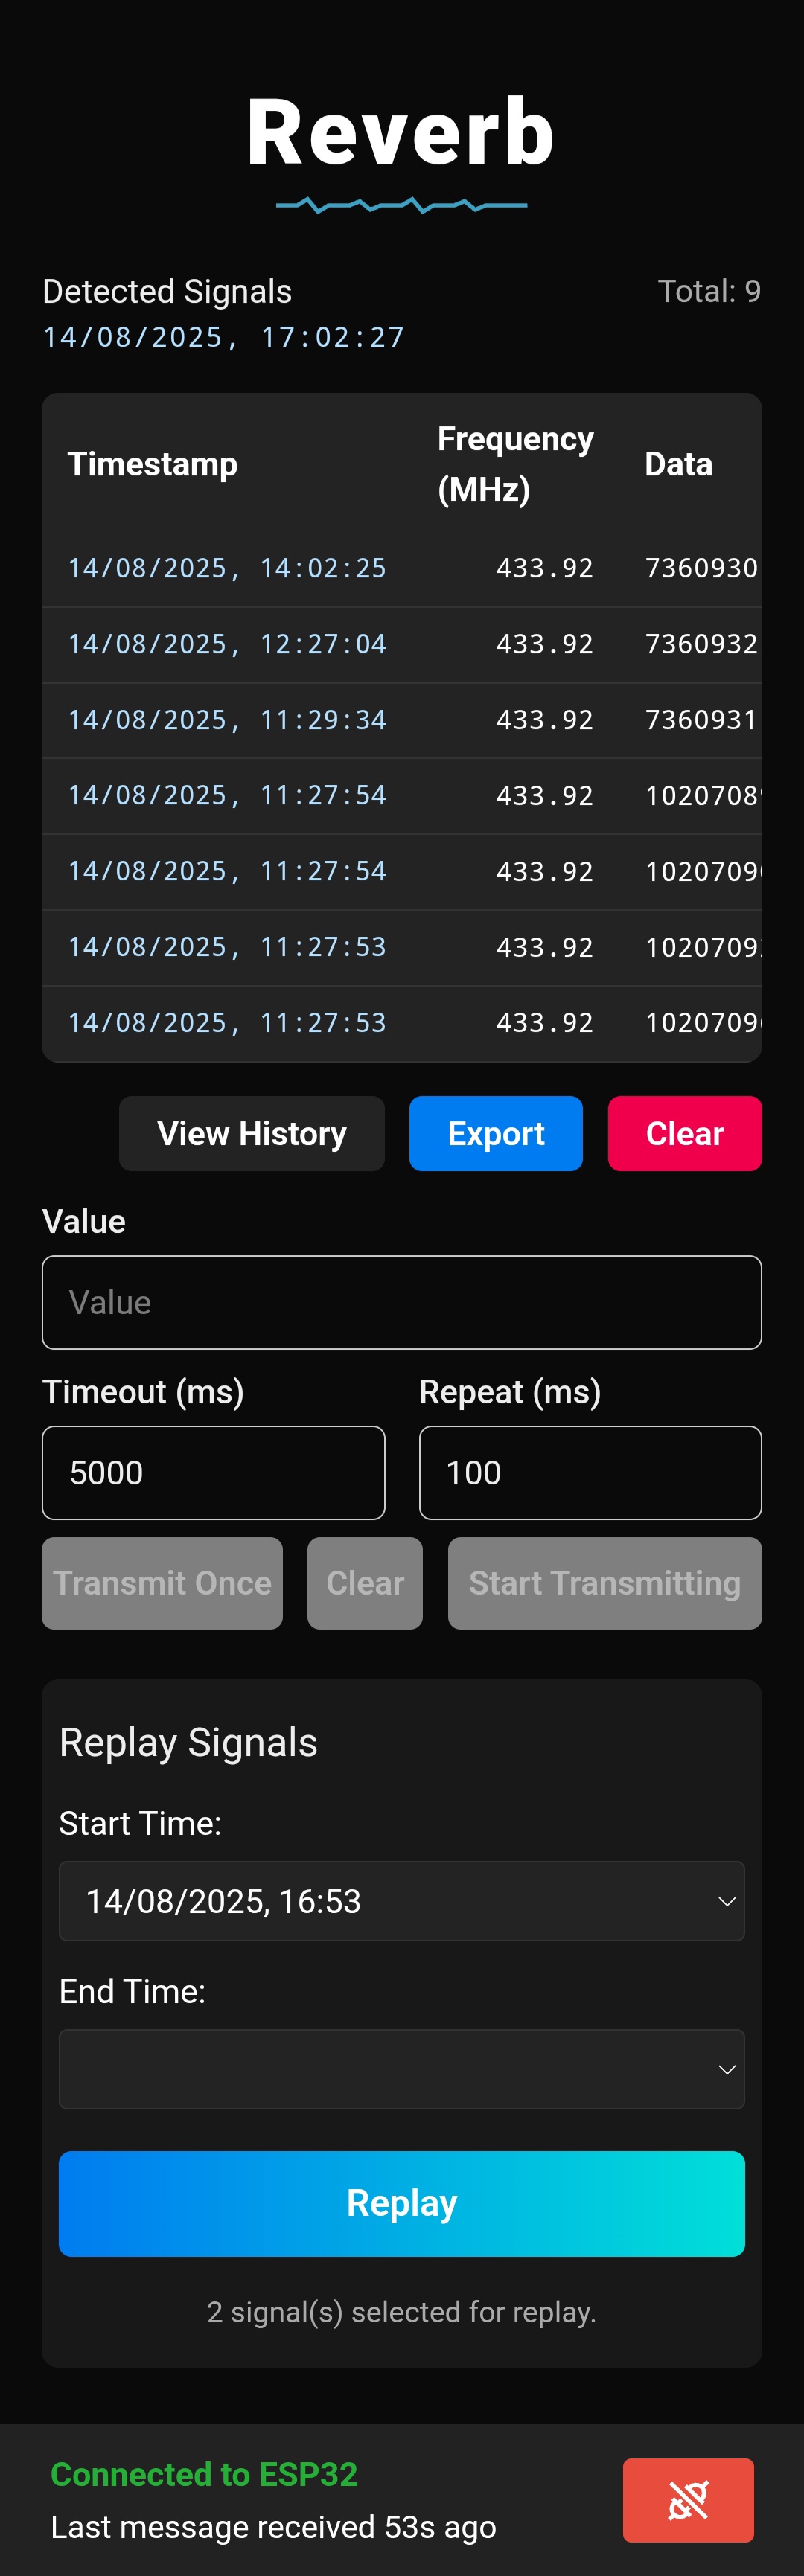 Reverb
Detected Signals Total: 9
14/08/2025, 17:02:27
Timestamp Frequency (MHz) Data
14/08/2025, 14:02:25 433.92 7360930
14/08/2025, 12:27:04 433.92 7360932
14/08/2025, 11:29:34 433.92 7360931
14/08/2025, 11:27:54 433.92 1020708
14/08/2025, 11:27:54 433.92 1020709
14/08/2025, 11:27:53 433.92 1020709
14/08/2025, 11:27:53 433.92 1020709
View History Export Clear
Value
Value
Timeout (ms) Repeat (ms)
5000 100
Transmit Once Clear Start Transmitting
Replay Signals
Start Time:
14/08/2025, 16:53
End Time:
Replay
2 signal(s) selected for replay.
Connected to ESP32
Last message received 53s ago